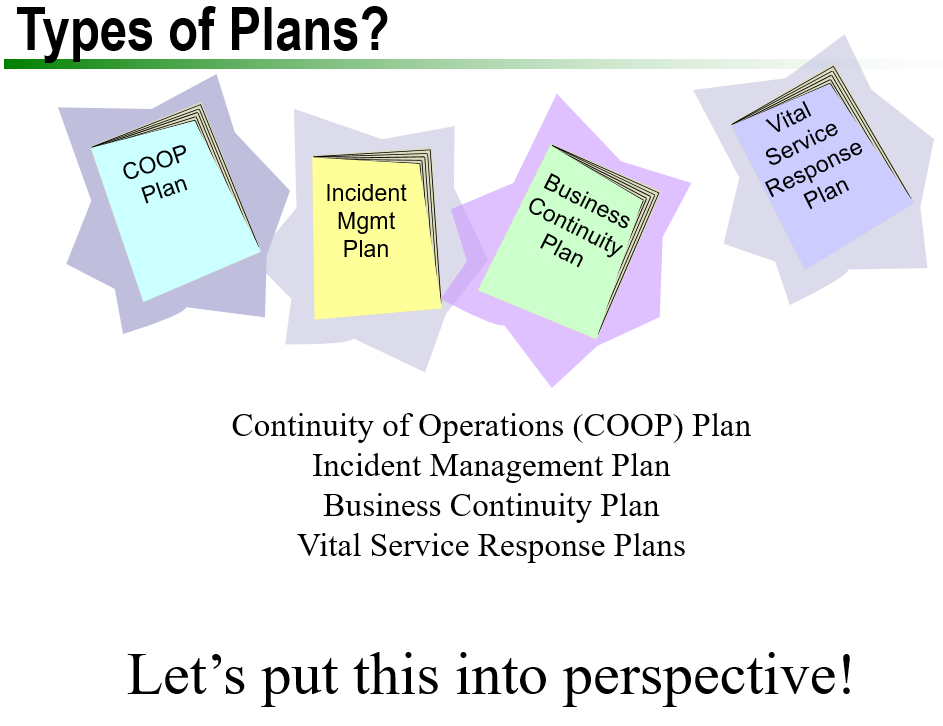 Types of Plans?
COOP
Plan
Incident
Mgmt
Plan
Business
Continuity
Plan
Vital
Service
Response
Plan
Continuity of Operations (COOP) Plan
Incident Management Plan
Business Continuity Plan
Vital Service Response Plans
Let’s put this into perspective!